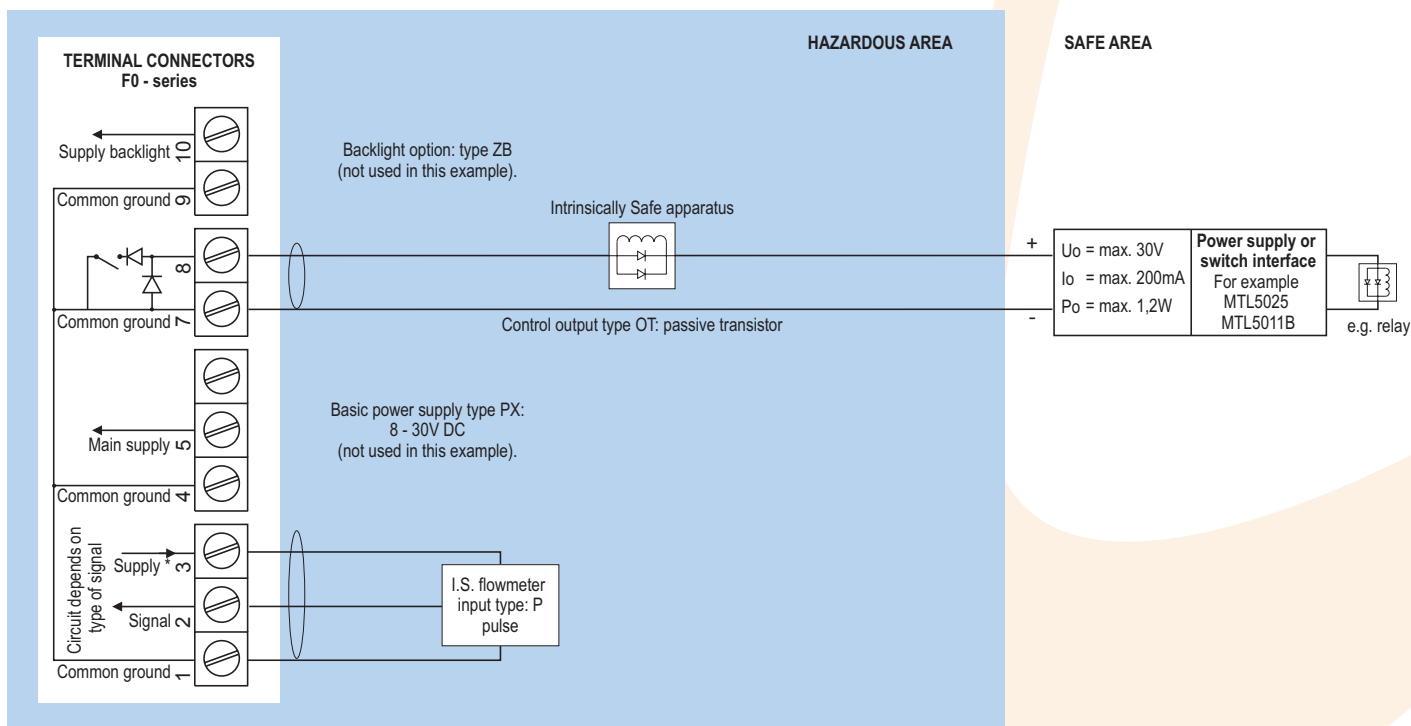 HAZARDOUS AREA
SAFE AREA
TERMINAL CONNECTORS
F0 - series
Supply backlight
10
Backlight option: type ZB
(not used in this example).
Common ground
9
Intrinsically Safe apparatus
8
+
Uo = max. 30V
Io = max. 200mA
Po = max. 1,2W
Power supply or
switch interface
For example
MTL5025
MTL5011B
e.g. relay
Common ground
7
-
Control output type OT: passive transistor
Basic power supply type PX:
8 - 30V DC
(not used in this example).
Main supply
5
Common ground
4
Circuit depends on
type of signal
Supply *
3
Signal
2
I.S. flowmeter
input type: P
pulse
Common ground
1